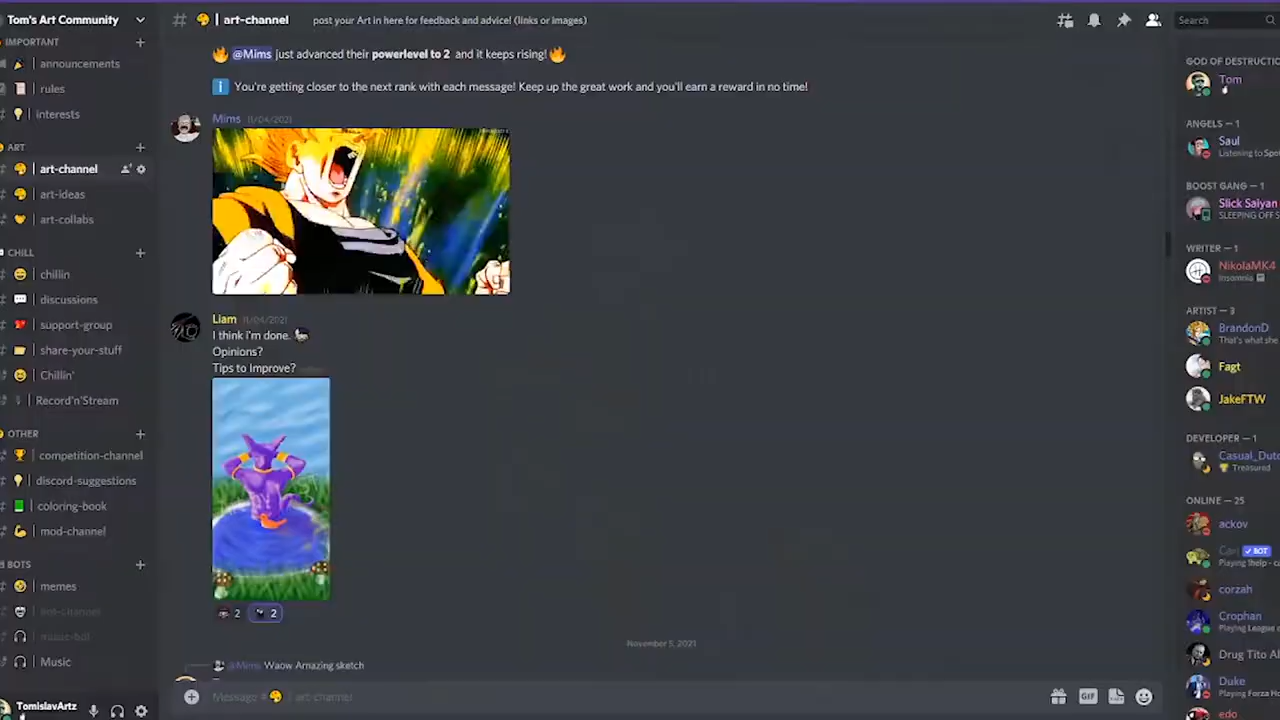 Tom's Art Community
IMPORTANT
announcements
rules
interests
ART
art-channel
art-ideas
art-collabs
CHILL
chillin
discussions
support-group
share-your-stuff
Chillin'
Record'n'Stream
OTHER
competition-channel
discord-suggestions
coloring-book
mod-channel
BOTS
memes
bot-channel
music-bot
Music
TomislavArtz
# | art-channel post your Art in here for feedback and advice! (links or images)
@Mims just advanced their powerlevel to 2 and it keeps rising!
You're getting closer to the next rank with each message! Keep up the great work and you'll earn a reward in no time!
Mims 11/04/2021
Liam 11/04/2021
I think i'm done.
Opinions?
Tips to Improve?
2 2
November 5, 2021
@Mims Waow Amazing sketch
Message # | art-channel
GIF
Search
GOD OF DESTRUCTIO
Tom
ANGELS — 1
Saul
Listening to Spot
BOOST GANG — 1
Slick Saiyan
SLEEPING OFF S
WRITER — 1
NikolaMK4
Insomnia
ARTIST — 3
BrandonD
That's what she
Fagt
JakeFTW
DEVELOPER — 1
Casual_Dutc
Treasured
ONLINE — 25
ackov
Carl BOT
Playing !help - cu
corzah
Crophan
Playing League o
Drug Tito Al
Duke
Playing Forza Ho
edo